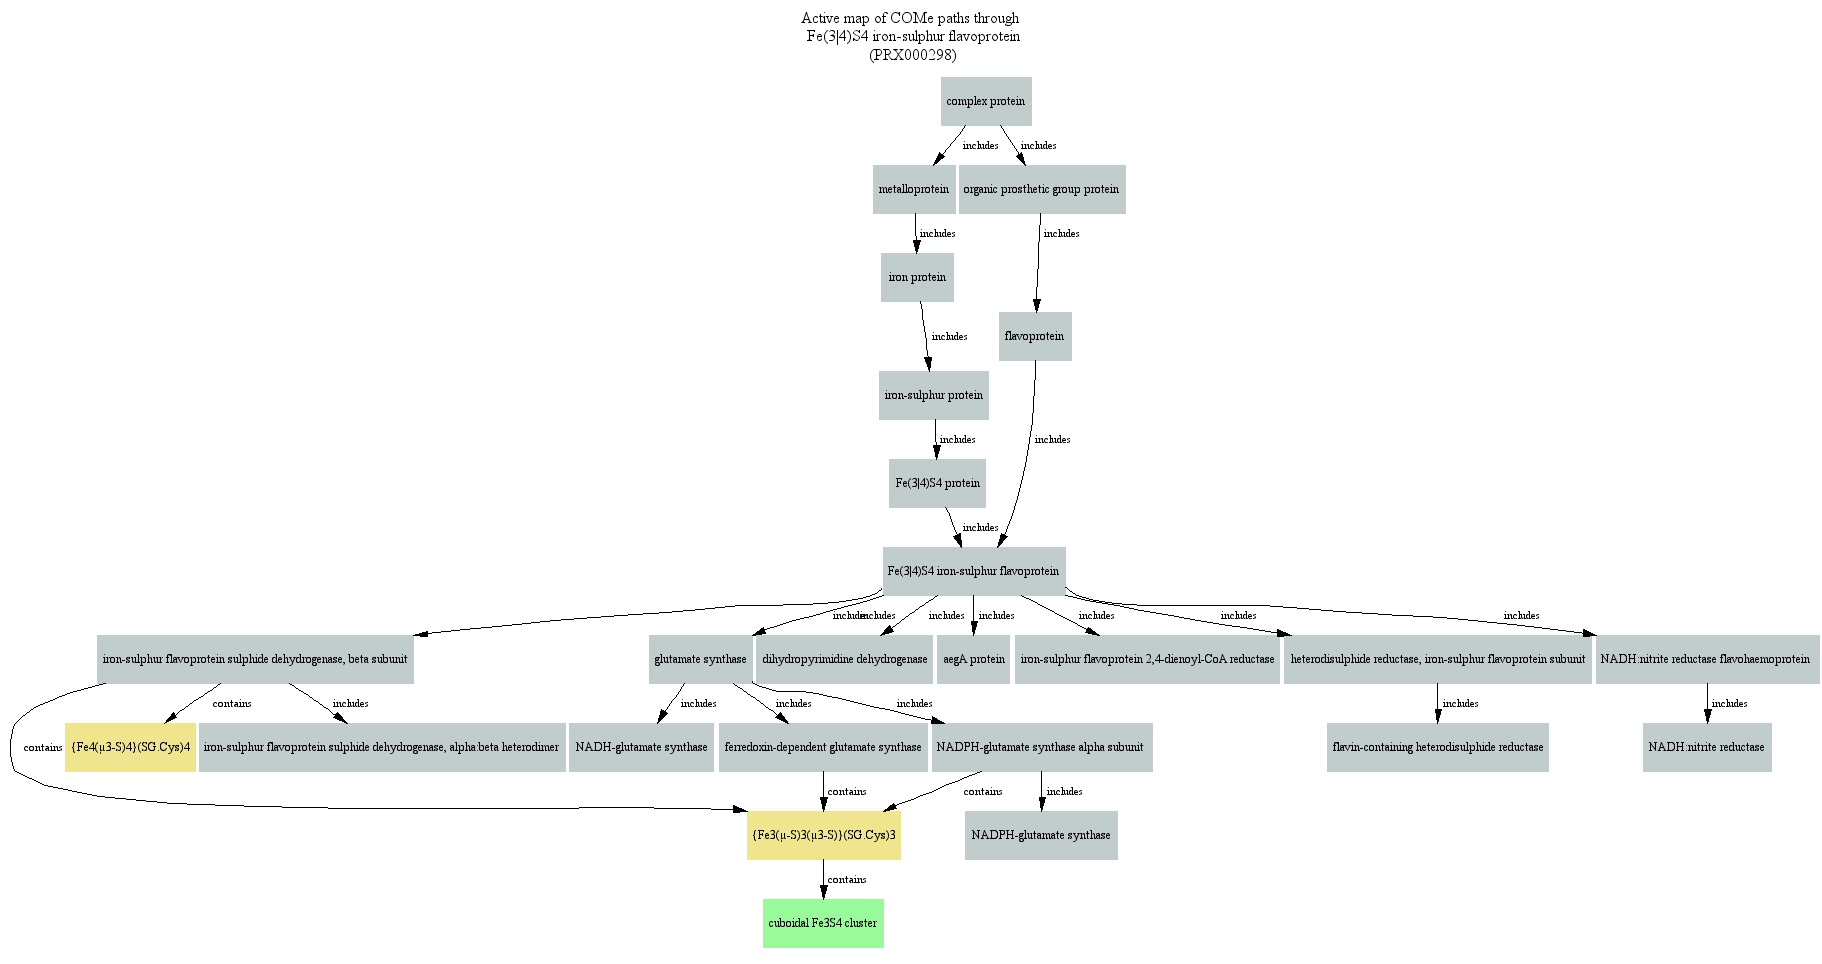 Active map of COMe paths through
Fe(3|4)S4 iron-sulphur flavoprotein
(PRX000298)
complex protein
includes
includes
metalloprotein
organic prosthetic group protein
includes
includes
iron protein
flavoprotein
includes
iron-sulphur protein
includes
includes
Fe(3|4)S4 protein
includes
Fe(3|4)S4 iron-sulphur flavoprotein
includes
includes
includes
includes
includes
includes
includes
iron-sulphur flavoprotein sulphide dehydrogenase, beta subunit
glutamate synthase
dihydropyrimidine dehydrogenase
aegA protein
iron-sulphur flavoprotein 2,4-dienoyl-CoA reductase
heterodisulphide reductase, iron-sulphur flavoprotein subunit
NADH:nitrite reductase flavohaemoprotein
contains
includes
includes
includes
includes
includes
includes
contains
{Fe4(μ3-S)4}(SG.Cys)4
iron-sulphur flavoprotein sulphide dehydrogenase, alpha:beta heterodimer
NADH-glutamate synthase
ferredoxin-dependent glutamate synthase
NADPH-glutamate synthase alpha subunit
flavin-containing heterodisulphide reductase
NADH:nitrite reductase
contains
contains
includes
{Fe3(μ-S)3(μ3-S)}(SG.Cys)3
NADPH-glutamate synthase
contains
cuboidal Fe3S4 cluster